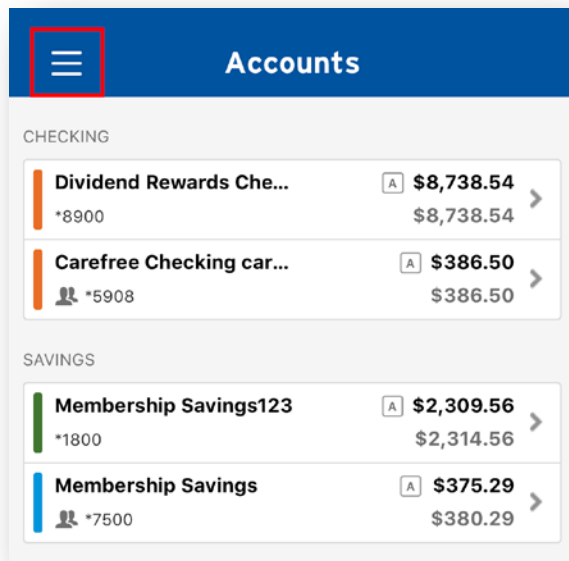 Accounts
CHECKING
Dividend Rewards Che... A $8,738.54
*8900 $8,738.54
Carefree Checking car... A $386.50
*5908 $386.50
SAVINGS
Membership Savings123 A $2,309.56
*1800 $2,314.56
Membership Savings A $375.29
*7500 $380.29